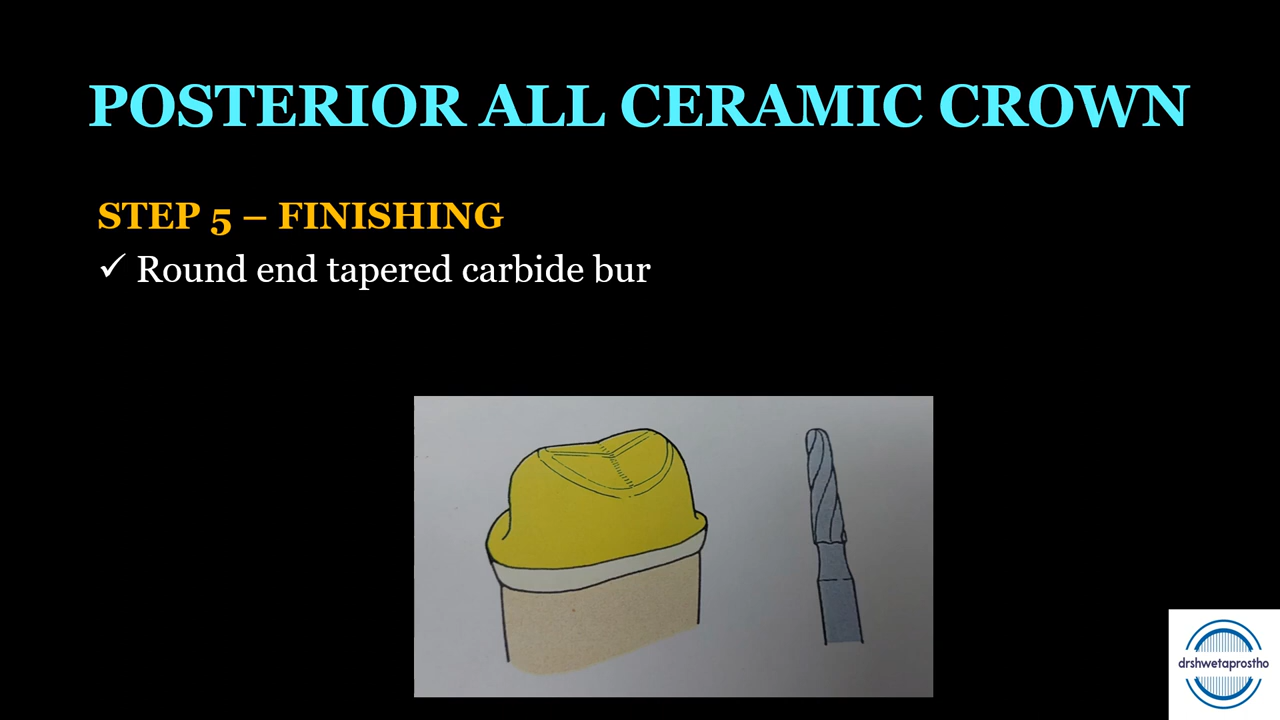 POSTERIOR ALL CERAMIC CROWN
STEP 5 – FINISHING
✓ Round end tapered carbide bur
drshwetaprostho